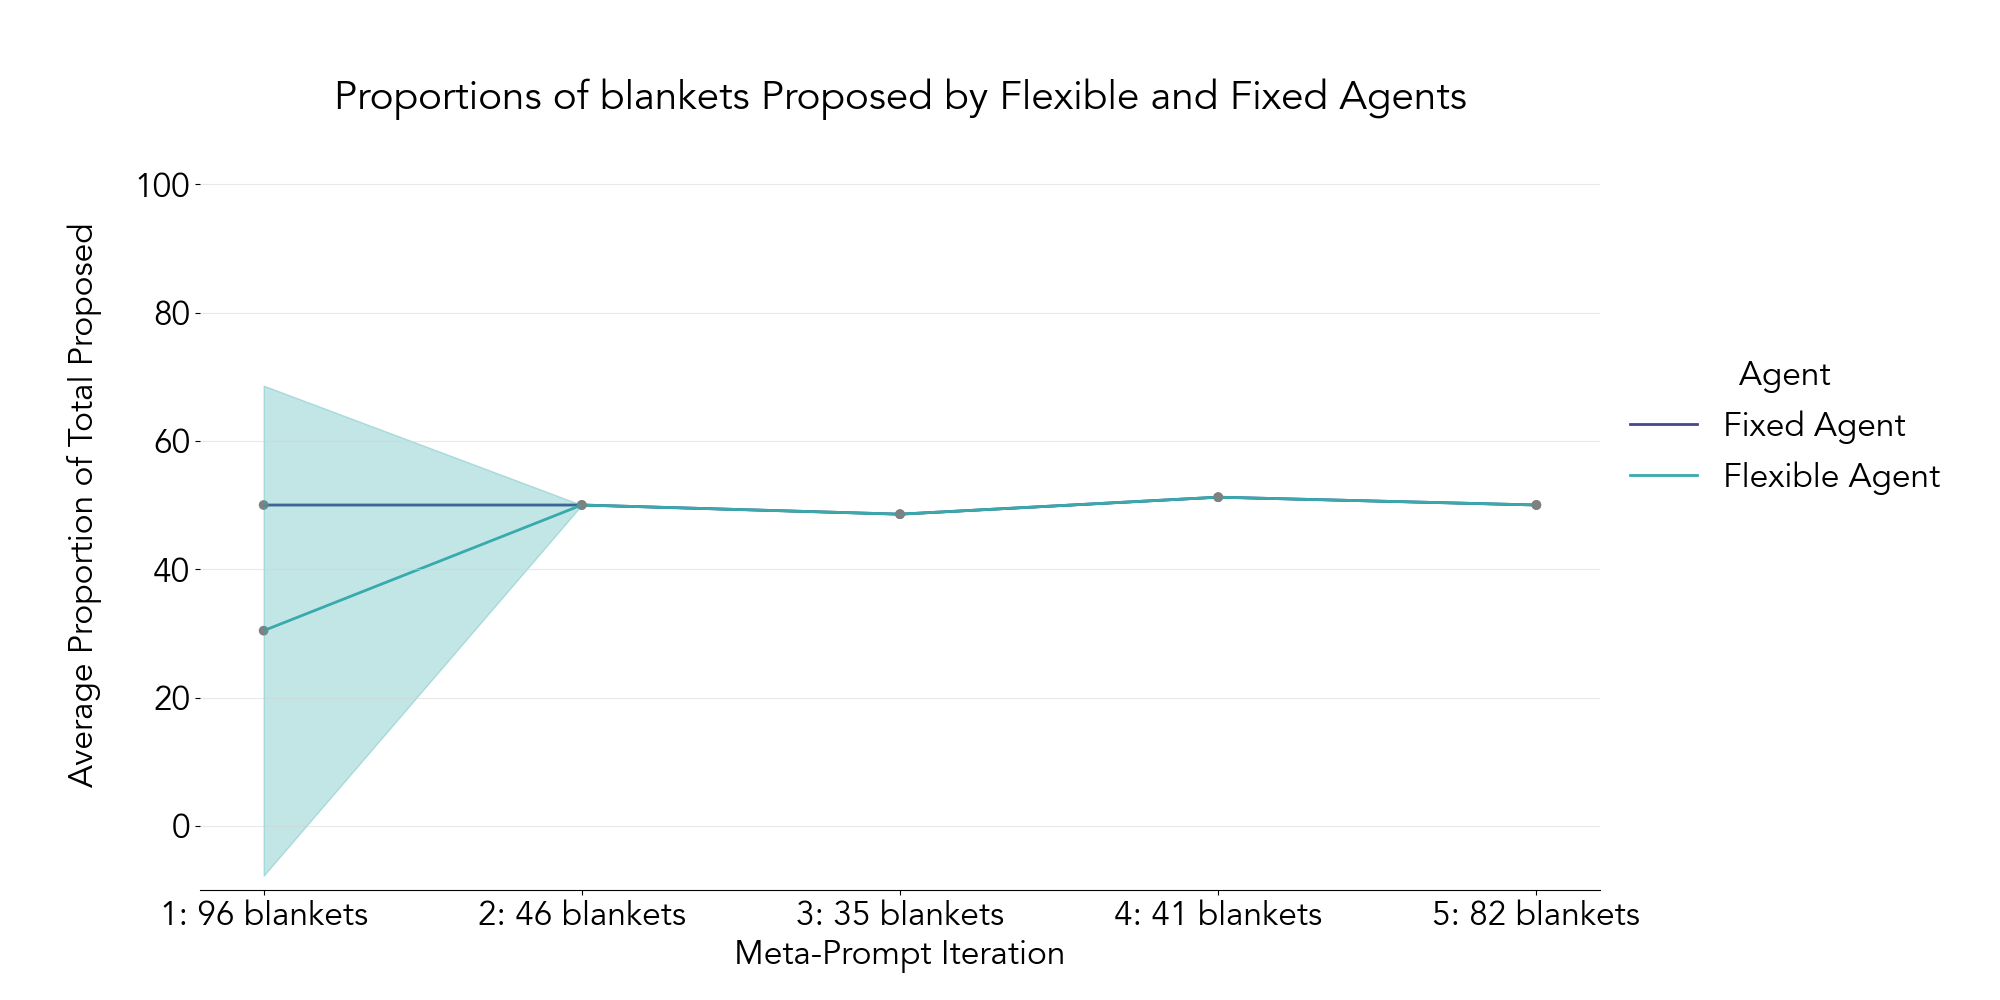 Proportions of blankets Proposed by Flexible and Fixed Agents
Average Proportion of Total Proposed
100
80
60
40
20
0
1: 96 blankets
2: 46 blankets
3: 35 blankets
4: 41 blankets
5: 82 blankets
Meta-Prompt Iteration
Agent
Fixed Agent
Flexible Agent